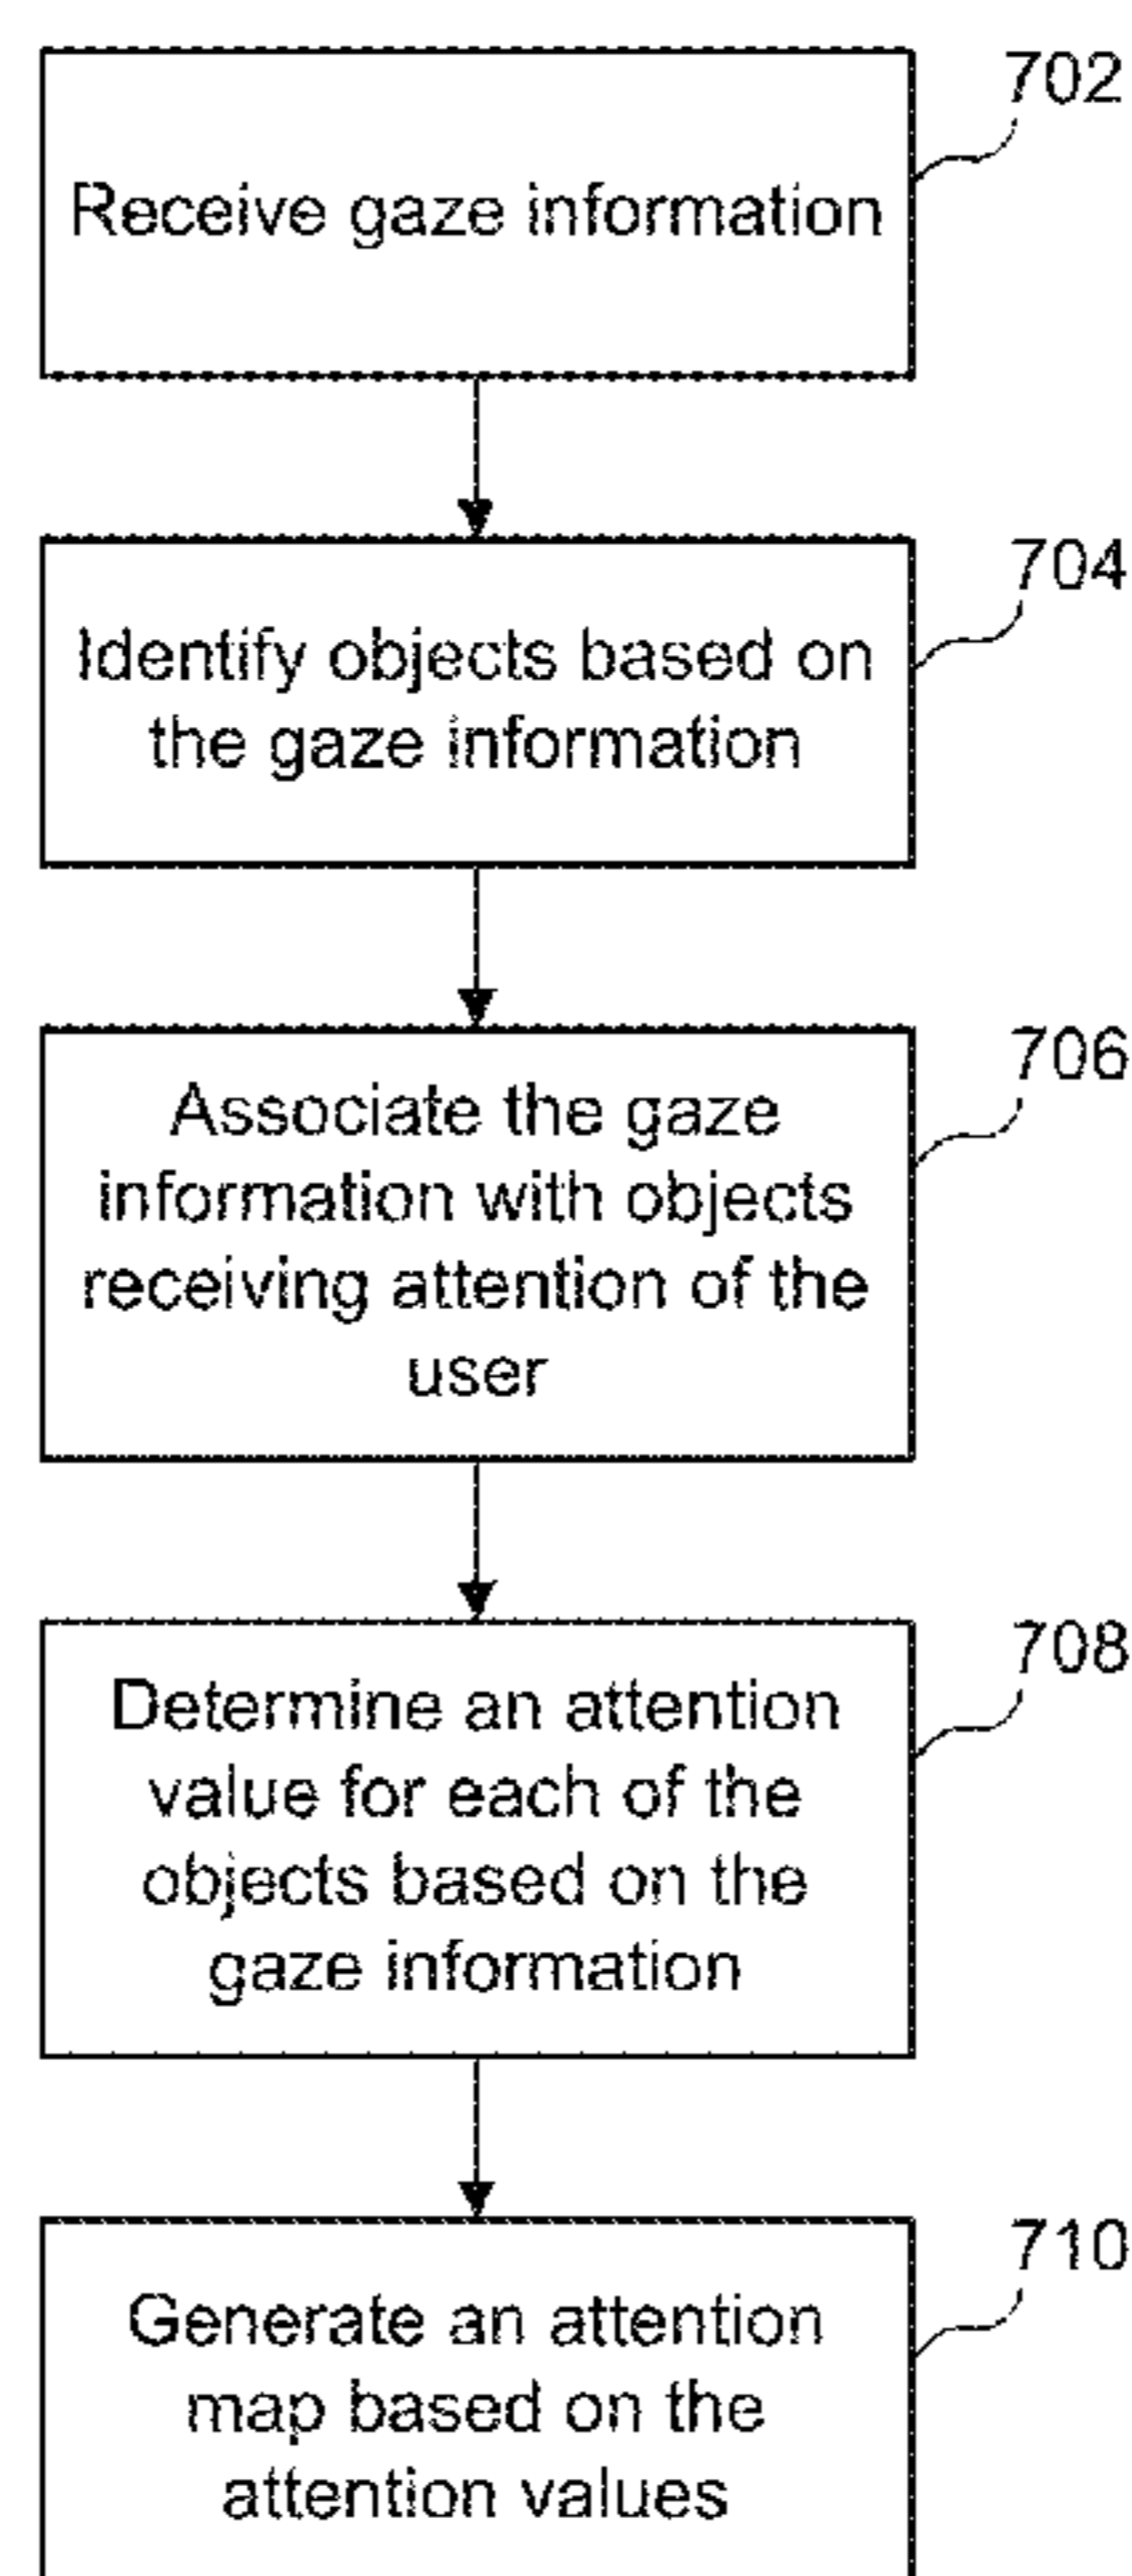 702
Receive gaze information
704
Identify objects based on
the gaze information
706
Associate the gaze
information with objects
receiving attention of the
user
708
Determine an attention
value for each of the
objects based on the
gaze information
710
Generate an attention
map based on the
attention values